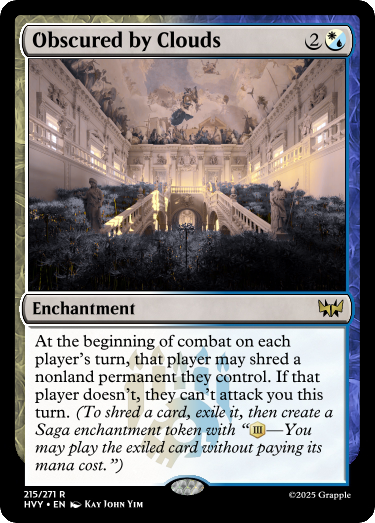 Obscured by Clouds 2
Enchantment
At the beginning of combat on each
player's turn, that player may shred a
nonland permanent they control. If that
player doesn't, they can't attack you this
turn. (To shred a card, exile it, then create a
Saga enchantment token with “III—You
may play the exiled card without paying its
mana cost.”)
215/271 R
HVY • EN Kay John Yim
©2025 Grapple